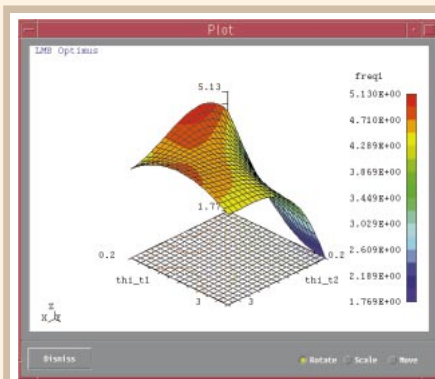 Plot
LMS Optimus
freq1
5.13
5.130E+00
4.710E+00
4.289E+00
3.869E+00
3.449E+00
3.029E+00
2.609E+00
2.189E+00
1.769E+00
1.77
0.2
0.2
thi_t1
thi_t2
3
3
Z
X
Dismiss
Rotate Scale Move